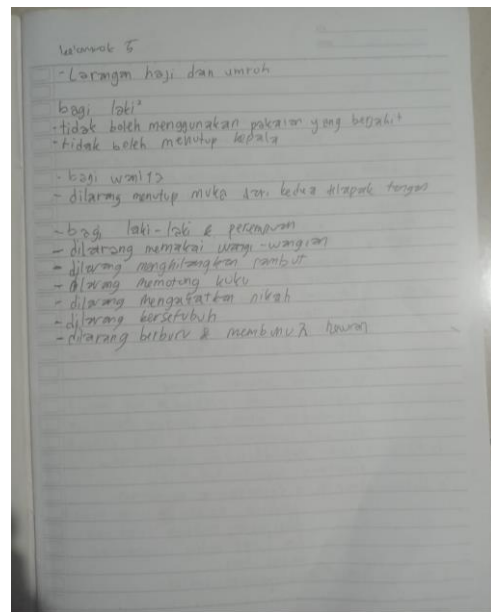 kelompok 5
- Larangan haji dan umroh
bagi laki²
- tidak boleh menggunakan pakaian yang berjahit
- tidak boleh menutup kepala
- bagi wanita
- dilarang menutup muka dan kedua telapak tangan
- bagi laki-laki & perempuan
- dilarang memakai wangi-wangian
- dilarang menghilangkan rambut
- dilarang memotong kuku
- dilarang mengakatkan nikah
- dilarang bersetubuh
- dilarang berburu & membunuh hewan